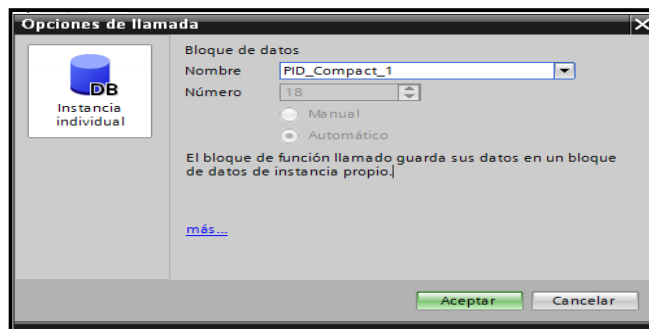 Opciones de llamada
DB
Instancia
individual
Bloque de datos
Nombre
PID_Compact_1
Número
18
Manual
Automático
El bloque de función llamado guarda sus datos en un bloque
de datos de instancia propio.
más...
Aceptar
Cancelar